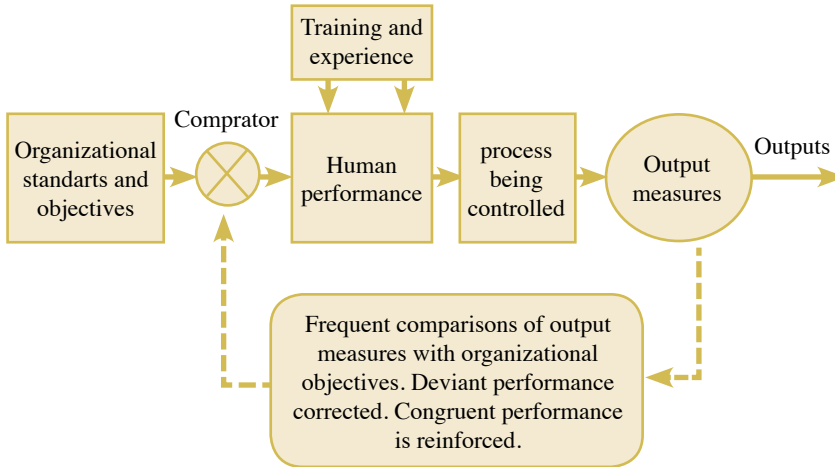 Training and
experience
Comprator
Organizational
standarts and
objectives
Human
performance
process
being
controlled
Output
measures
Outputs
Frequent comparisons of output
measures with organizational
objectives. Deviant performance
corrected. Congruent performance
is reinforced.